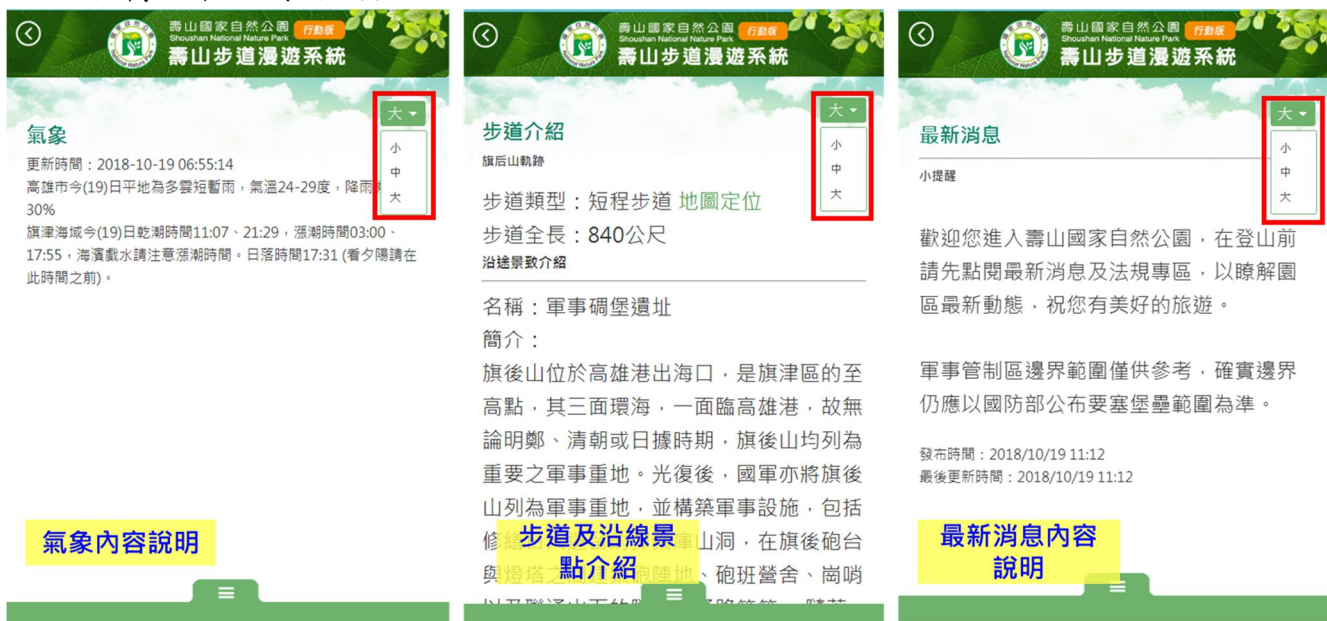 壽山國家自然公園 行動版
Shoushan National Nature Park
壽山步道漫遊系統
大
小
中
大
氣象
更新時間：2018-10-19 06:55:14
高雄市今(19)日平地為多雲短暫雨，氣溫24-29度，降雨
30%
旗津海域今(19)日乾潮時間11:07、21:29，漲潮時間03:00、
17:55，海濱戲水請注意漲潮時間。日落時間17:31 (看夕陽請在
此時間之前)。
氣象內容說明
壽山國家自然公園 行動版
Shoushan National Nature Park
壽山步道漫遊系統
大
小
中
大
步道介紹
旗后山軌跡
步道類型：短程步道 地圖定位
步道全長：840公尺
沿途景致介紹
名稱：軍事碉堡遺址
簡介：
旗後山位於高雄港出海口，是旗津區的至
高點，其三面環海，一面臨高雄港，故無
論明鄭、清朝或日據時期，旗後山均列為
重要之軍事重地。光復後，國軍亦將旗後
山列為軍事重地，並構築軍事設施，包括
修 庫山洞，在旗後砲台
與燈塔之 砲陣地、砲班營舍、崗哨
步道及沿線景
點介紹
壽山國家自然公園 行動版
Shoushan National Nature Park
壽山步道漫遊系統
大
小
中
大
最新消息
小提醒
歡迎您進入壽山國家自然公園，在登山前
請先點閱最新消息及法規專區，以瞭解園
區最新動態，祝您有美好的旅遊。
軍事管制區邊界範圍僅供參考，確實邊界
仍應以國防部公布要塞堡壘範圍為準。
發布時間：2018/10/19 11:12
最後更新時間：2018/10/19 11:12
最新消息內容
說明